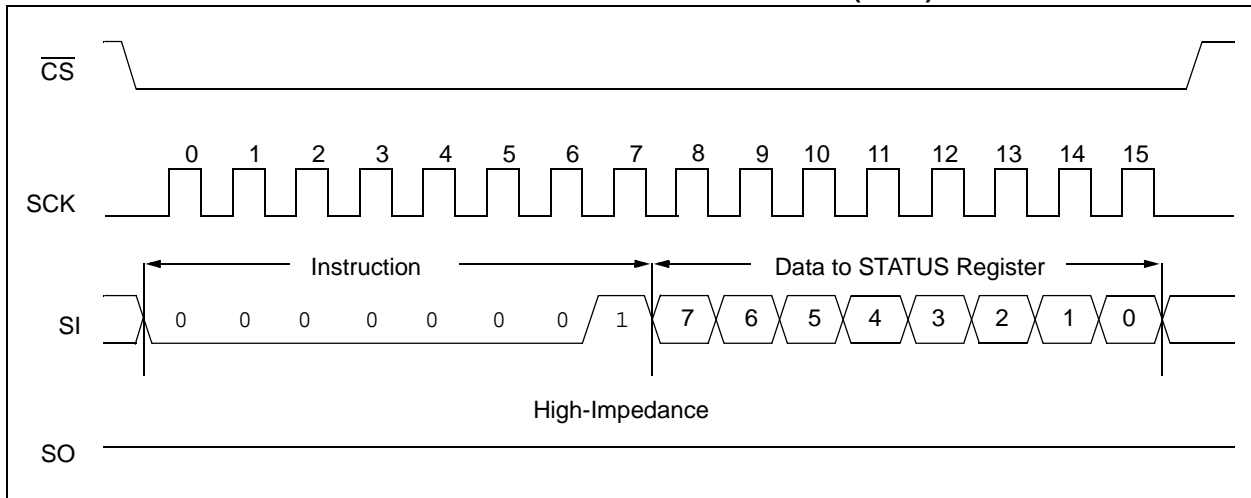 CS
0 1 2 3 4 5 6 7 8 9 10 11 12 13 14 15
SCK
Instruction
Data to STATUS Register
SI
0 0 0 0 0 0 0 1 7 6 5 4 3 2 1 0
High-Impedance
SO